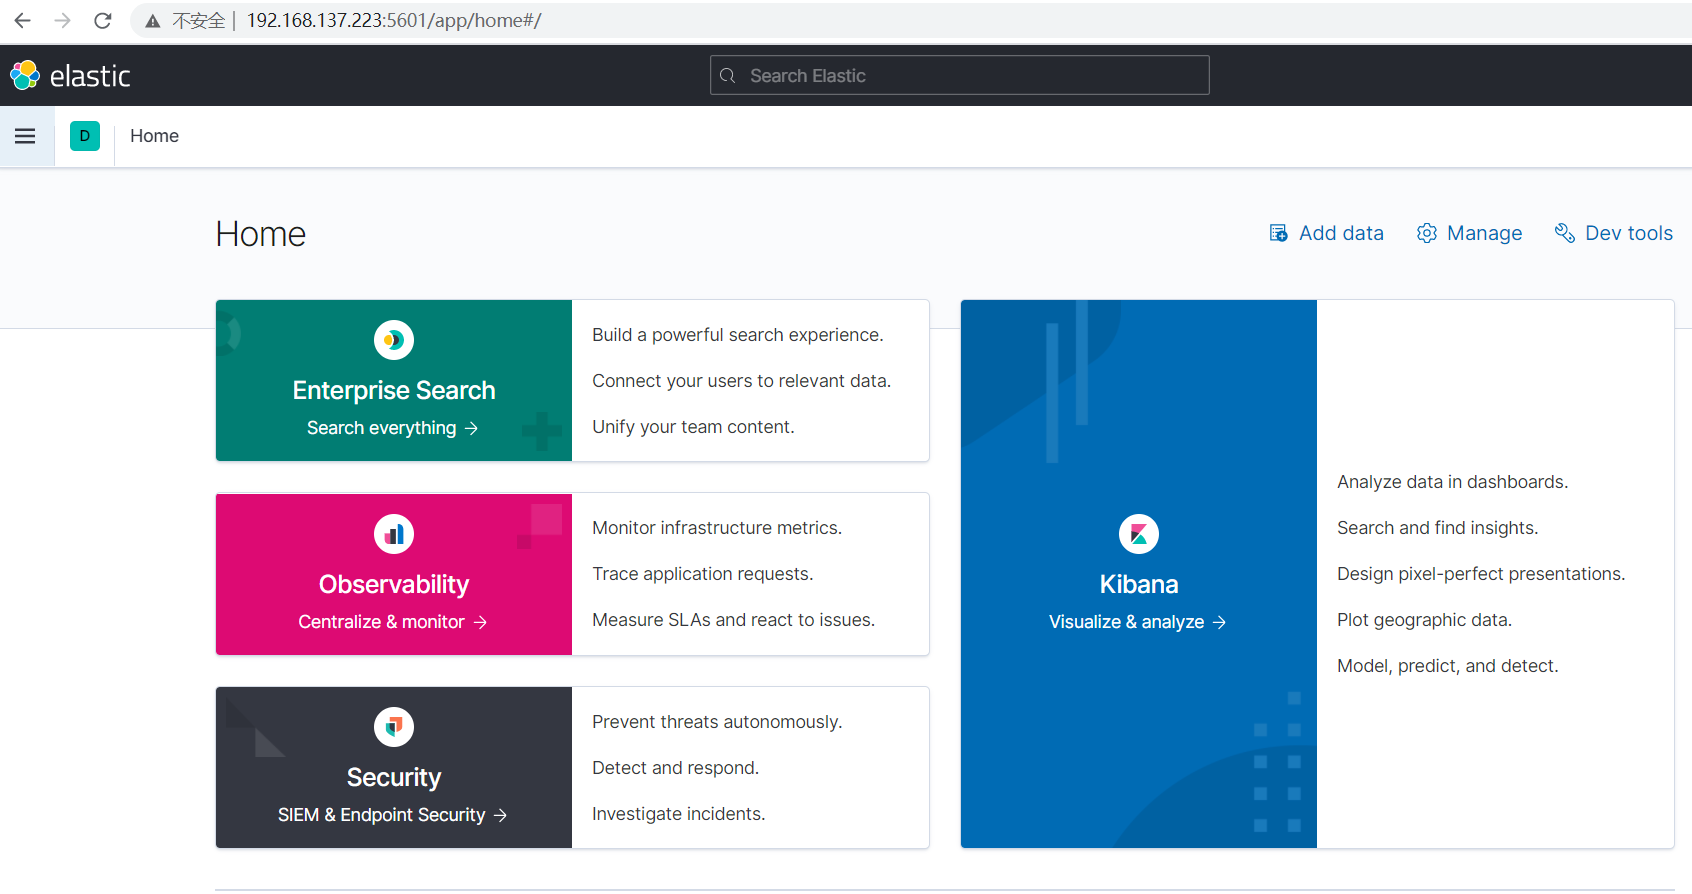 不安全 | 192.168.137.223:5601/app/home#/
elastic
Search Elastic
D
Home
Home
Add data
Manage
Dev tools
Enterprise Search
Search everything →
Build a powerful search experience.
Connect your users to relevant data.
Unify your team content.
Observability
Centralize & monitor →
Monitor infrastructure metrics.
Trace application requests.
Measure SLAs and react to issues.
Security
SIEM & Endpoint Security →
Prevent threats autonomously.
Detect and respond.
Investigate incidents.
Kibana
Visualize & analyze →
Analyze data in dashboards.
Search and find insights.
Design pixel-perfect presentations.
Plot geographic data.
Model, predict, and detect.